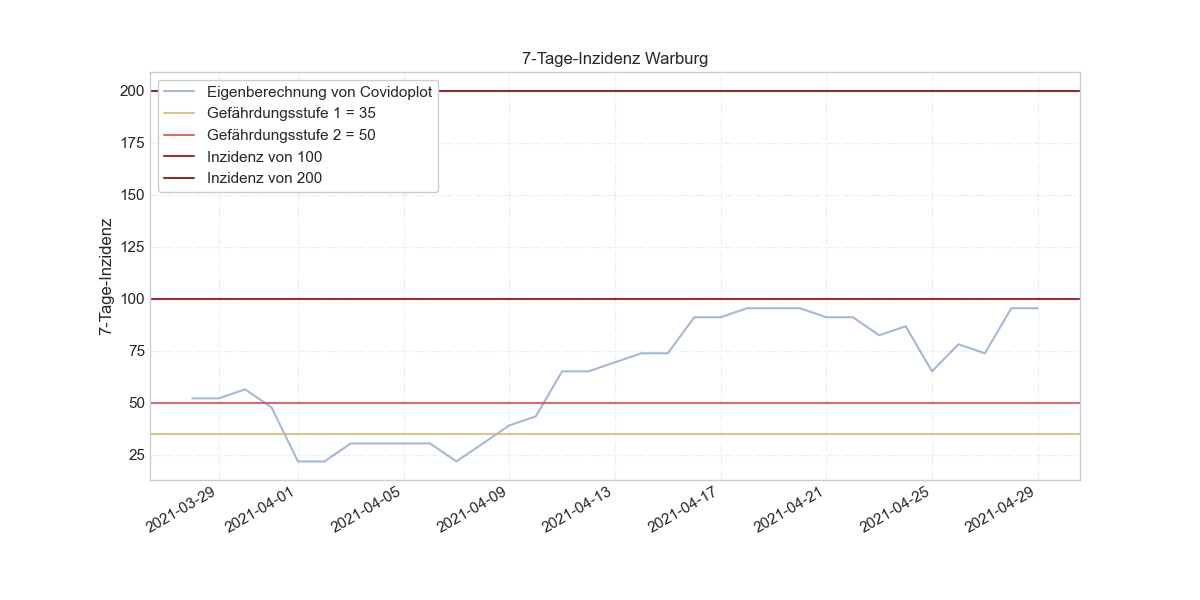 7-Tage-Inzidenz Warburg
Eigenberechnung von Covidoplot
Gefährdungsstufe 1 = 35
Gefährdungsstufe 2 = 50
Inzidenz von 100
Inzidenz von 200
7-Tage-Inzidenz
200
175
150
125
100
75
50
25
2021-03-29
2021-04-01
2021-04-05
2021-04-09
2021-04-13
2021-04-17
2021-04-21
2021-04-25
2021-04-29